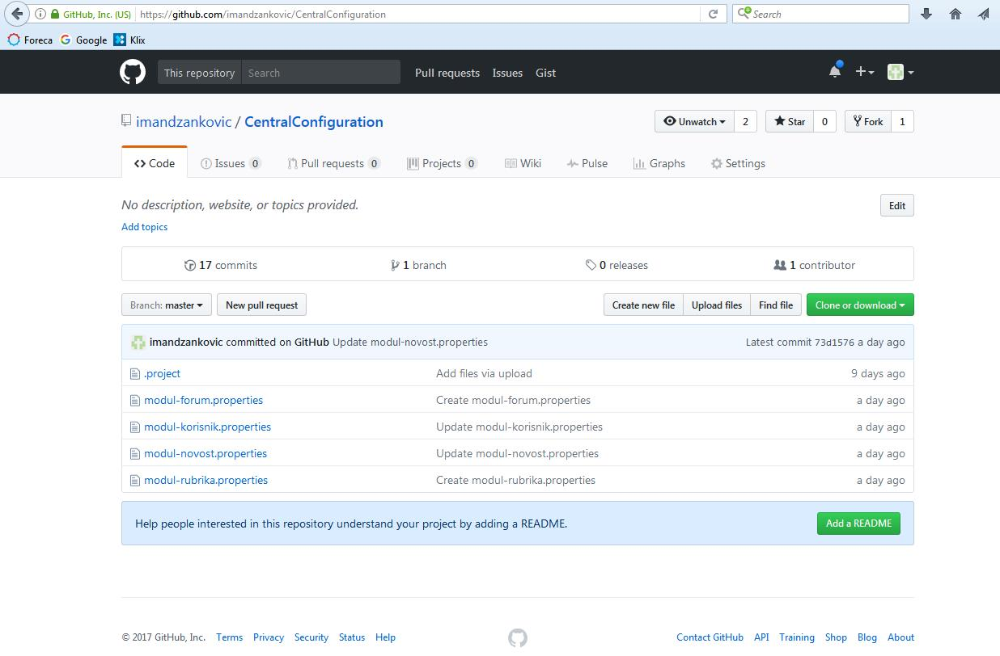 GitHub, Inc. (US) https://github.com/imandzankovic/CentralConfiguration Search
Foreca Google Klix
This repository Search Pull requests Issues Gist
imandzankovic / CentralConfiguration Unwatch 2 Star 0 Fork 1
Code Issues 0 Pull requests 0 Projects 0 Wiki Pulse Graphs Settings
No description, website, or topics provided. Edit
Add topics
17 commits 1 branch 0 releases 1 contributor
Branch: master New pull request Create new file Upload files Find file Clone or download
imandzankovic committed on GitHub Update modul-novost.properties Latest commit 73d1576 a day ago
.project Add files via upload 9 days ago
modul-forum.properties Create modul-forum.properties a day ago
modul-korisnik.properties Update modul-korisnik.properties a day ago
modul-novost.properties Update modul-novost.properties a day ago
modul-rubrika.properties Create modul-rubrika.properties a day ago
Help people interested in this repository understand your project by adding a README. Add a README
© 2017 GitHub, Inc. Terms Privacy Security Status Help Contact GitHub API Training Shop Blog About